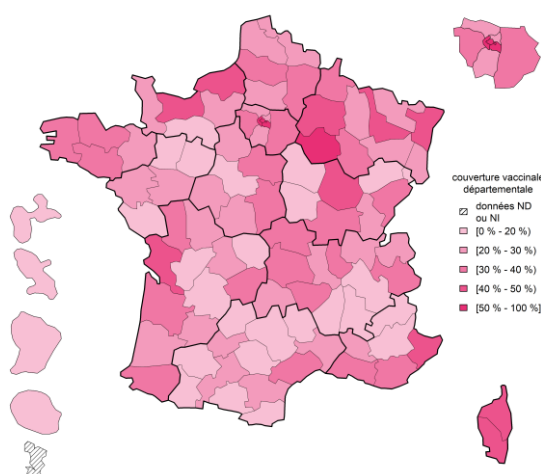 couverture vaccinale
départementale
données ND
ou NI
[0 % - 20 %)
[20 % - 30 %)
[30 % - 40 %)
[40 % - 50 %)
[50 % - 100 %]